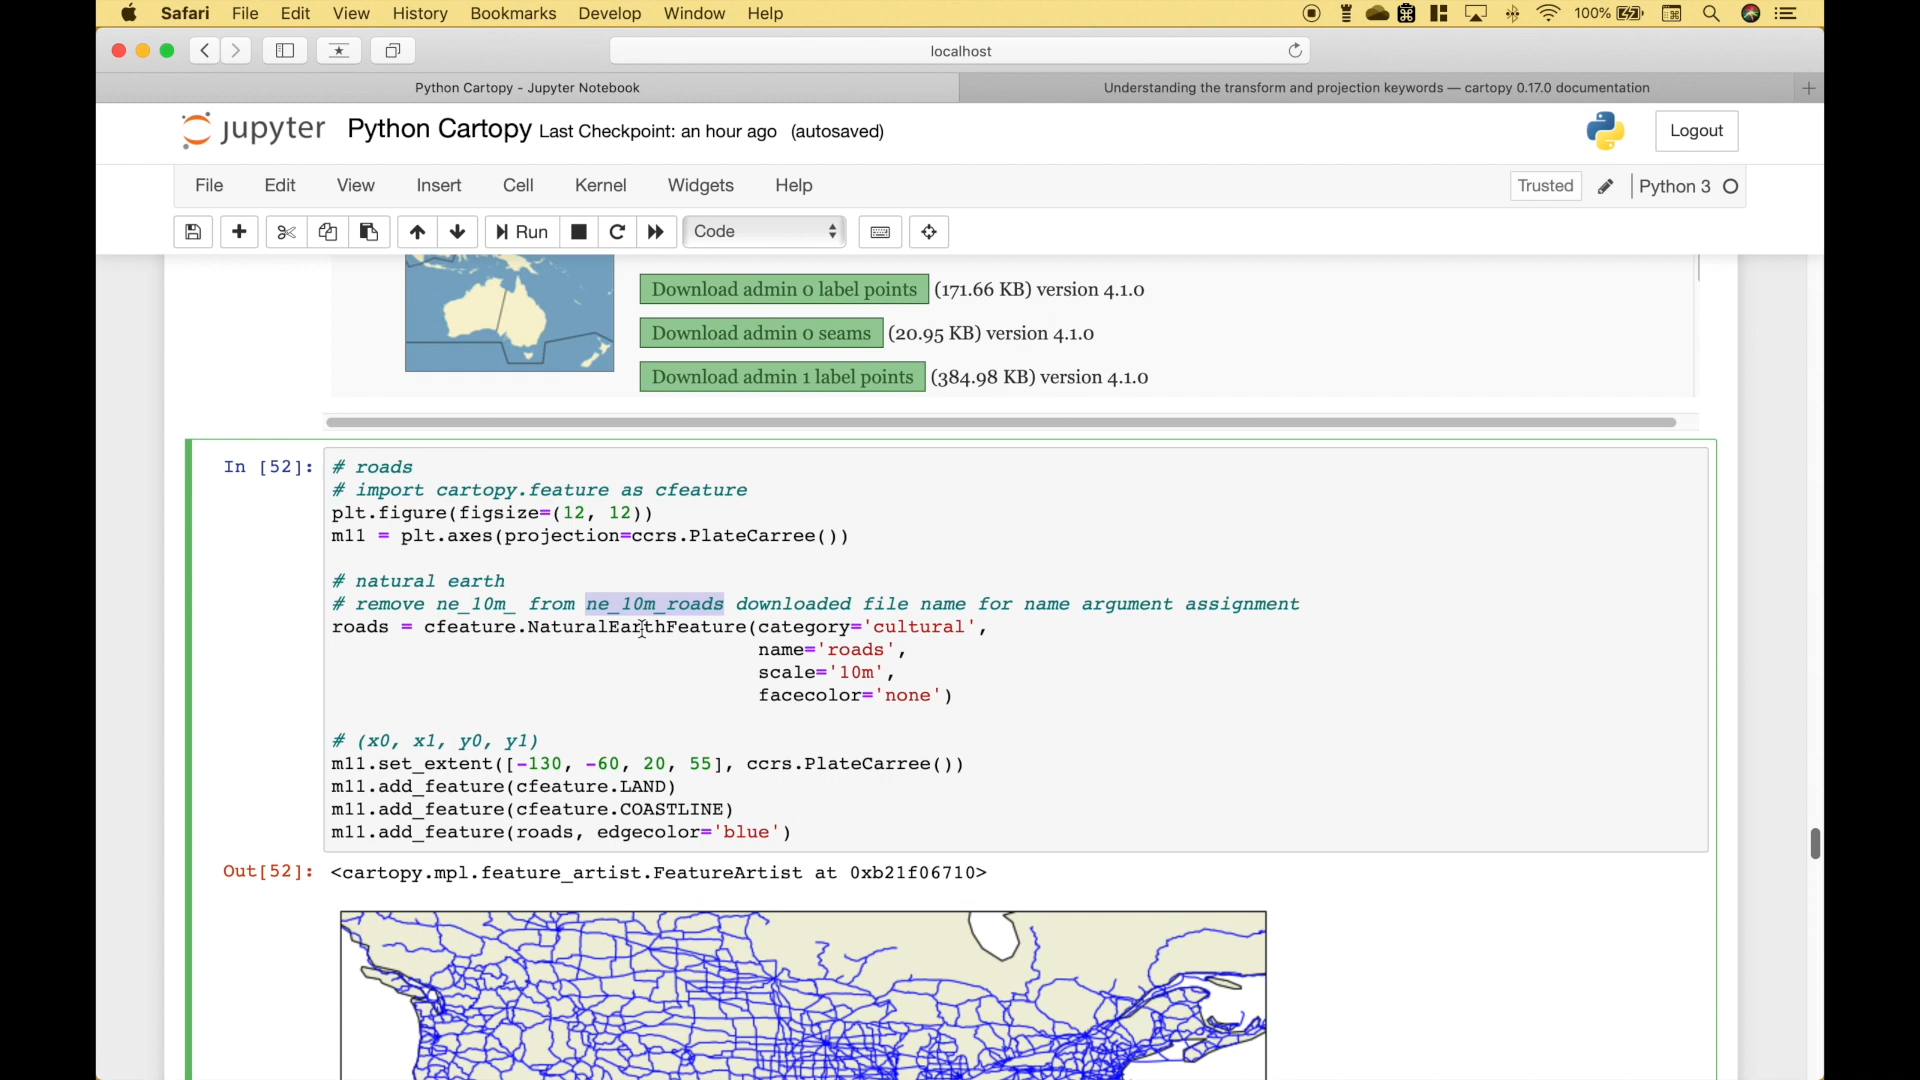 Safari File Edit View History Bookmarks Develop Window Help 100%
localhost
Python Cartopy - Jupyter Notebook Understanding the transform and projection keywords — cartopy 0.17.0 documentation
jupyter Python Cartopy Last Checkpoint: an hour ago (autosaved) Logout
File Edit View Insert Cell Kernel Widgets Help Trusted Python 3
Run Code
Download admin 0 label points (171.66 KB) version 4.1.0
Download admin 0 seams (20.95 KB) version 4.1.0
Download admin 1 label points (384.98 KB) version 4.1.0
In [52]: # roads
# import cartopy.feature as cfeature
plt.figure(figsize=(12, 12))
m11 = plt.axes(projection=ccrs.PlateCarree())
# natural earth
# remove ne_10m_ from ne_10m_roads downloaded file name for name argument assignment
roads = cfeature.NaturalEarthFeature(category='cultural',
name='roads',
scale='10m',
facecolor='none')
# (x0, x1, y0, y1)
m11.set_extent([-130, -60, 20, 55], ccrs.PlateCarree())
m11.add_feature(cfeature.LAND)
m11.add_feature(cfeature.COASTLINE)
m11.add_feature(roads, edgecolor='blue')
Out[52]: <cartopy.mpl.feature_artist.FeatureArtist at 0xb21f06710>